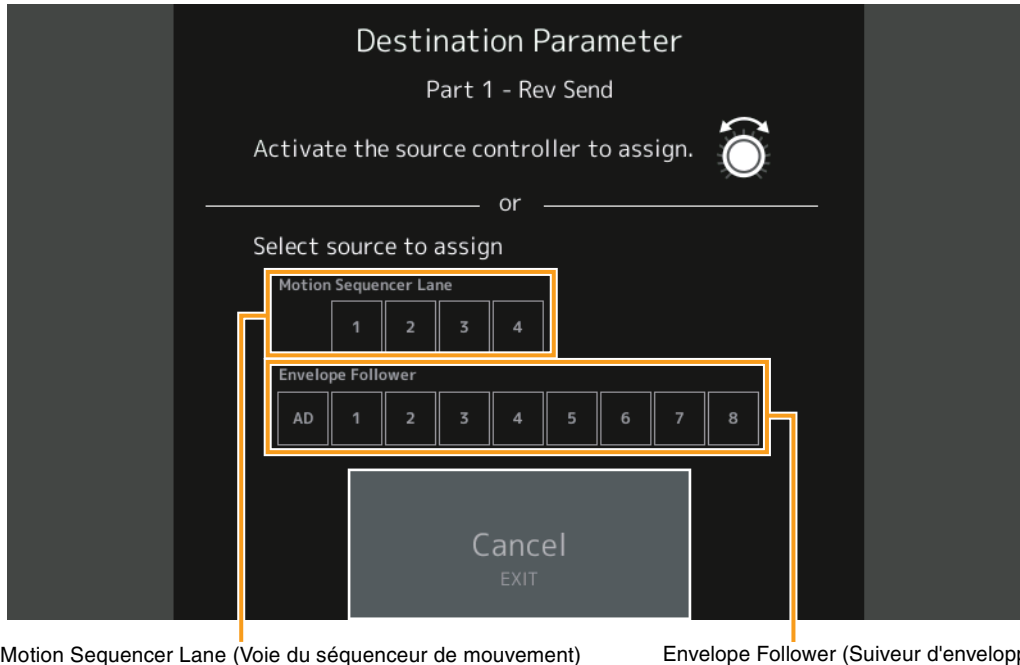 Destination Parameter
Part 1 - Rev Send
Activate the source controller to assign.
or
Select source to assign
Motion Sequencer Lane
1 2 3 4
Envelope Follower
AD 1 2 3 4 5 6 7 8
Cancel
EXIT
Motion Sequencer Lane (Voie du séquenceur de mouvement) Envelope Follower (Suiveur d'envelopp